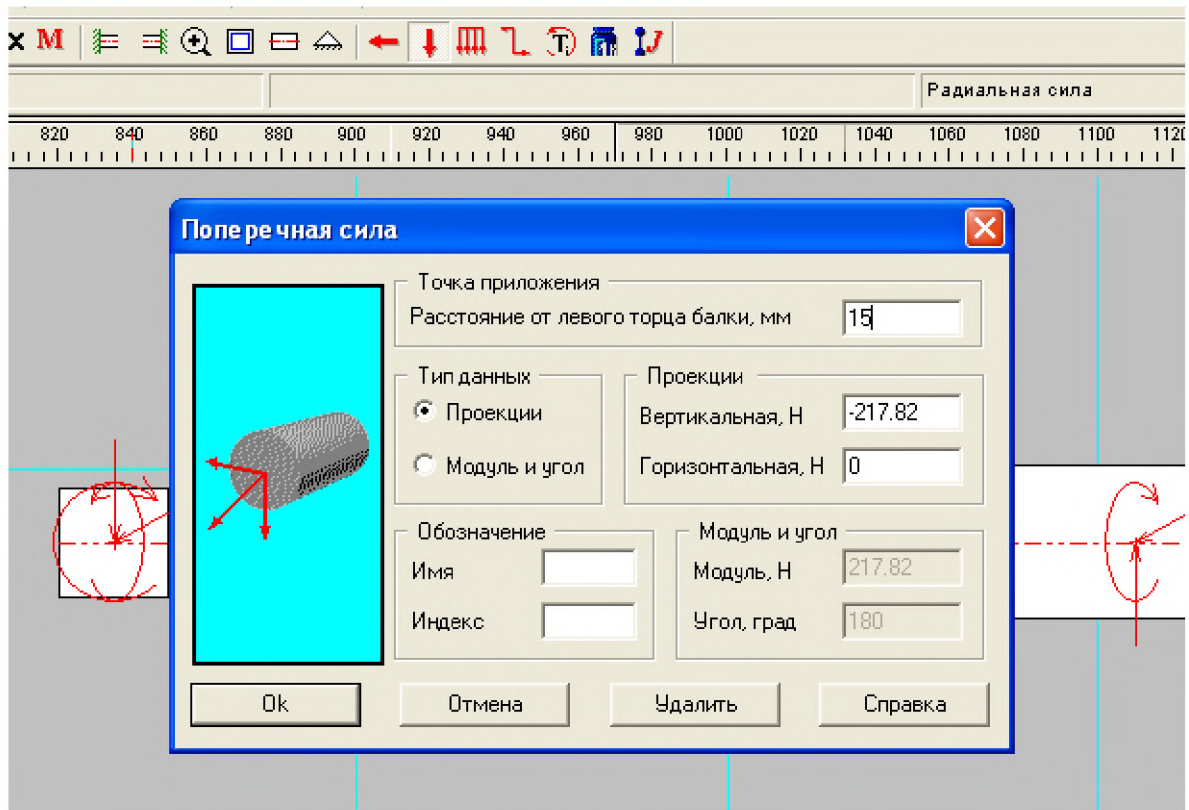 M T J
Радиальная сила
820 840 860 880 900 920 940 960 980 1000 1020 1040 1060 1080 1100 1120
Поперечная сила
Точка приложения
Расстояние от левого торца балки, мм 15
Тип данных Проекции
Проекции Вертикальная, Н -217.82
Модуль и угол Горизонтальная, Н 0
Обозначение Модуль и угол
Имя Модуль, Н 217.82
Индекс Угол, град 180
Ok Отмена Удалить Справка